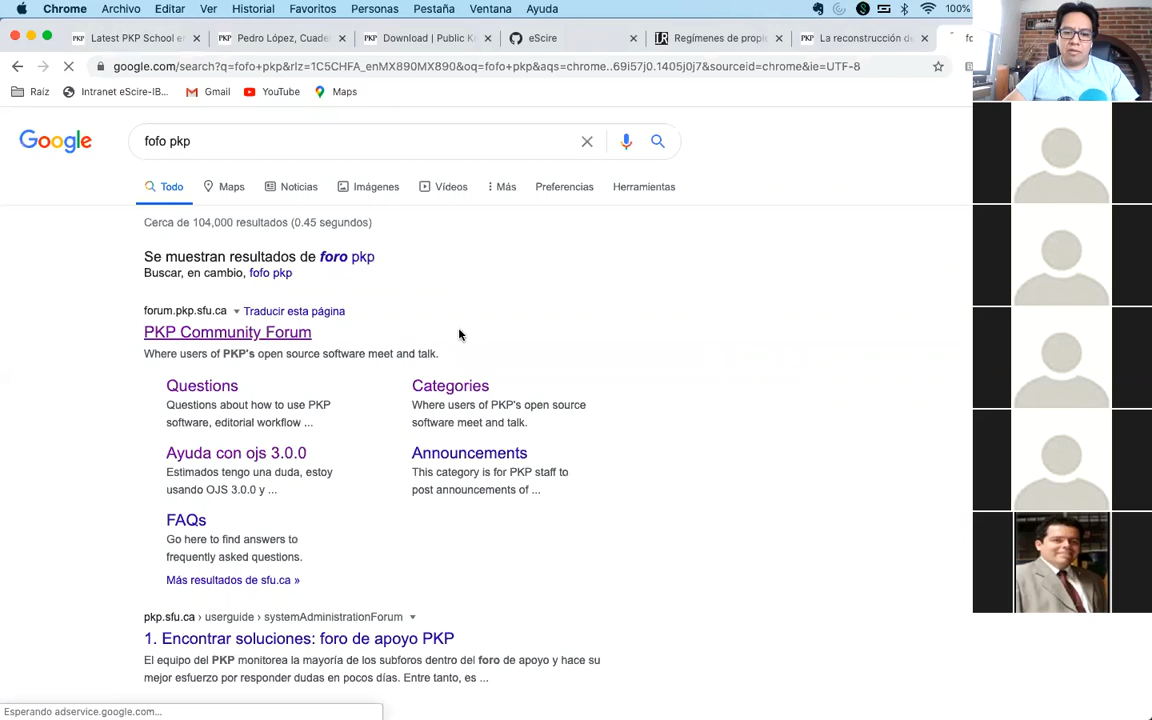 Chrome Archivo Editar Ver Historial Favoritos Personas Pestaña Ventana Ayuda 100%
Latest PKP School en Pedro López, Cuade Download | Public K eScire Regímenes de propi La reconstrucción de
google.com/search?q=fofo+pkp&rlz=1C5CHFA_enMX890MX890&oq=fofo+pkp&aqs=chrome..69i57j0.1405j0j7&sourceid=chrome&ie=UTF-8
Raíz Intranet eScire-IB... Gmail YouTube Maps
Google fofo pkp
Todo Maps Noticias Imágenes Vídeos Más Preferencias Herramientas
Cerca de 104,000 resultados (0.45 segundos)
Se muestran resultados de foro pkp
Buscar, en cambio, fofo pkp
forum.pkp.sfu.ca Traducir esta página
PKP Community Forum
Where users of PKP's open source software meet and talk.
Questions
Questions about how to use PKP
software, editorial workflow ...
Categories
Where users of PKP's open source
software meet and talk.
Ayuda con ojs 3.0.0
Estimados tengo una duda, estoy
usando OJS 3.0.0 y ...
Announcements
This category is for PKP staff to
post announcements of ...
FAQs
Go here to find answers to
frequently asked questions.
Más resultados de sfu.ca »
pkp.sfu.ca › userguide › systemAdministrationForum
1. Encontrar soluciones: foro de apoyo PKP
El equipo del PKP monitorea la mayoría de los subforos dentro del foro de apoyo y hace su
mejor esfuerzo por responder dudas en pocos días. Entre tanto, es ...
Esperando adservice.google.com...